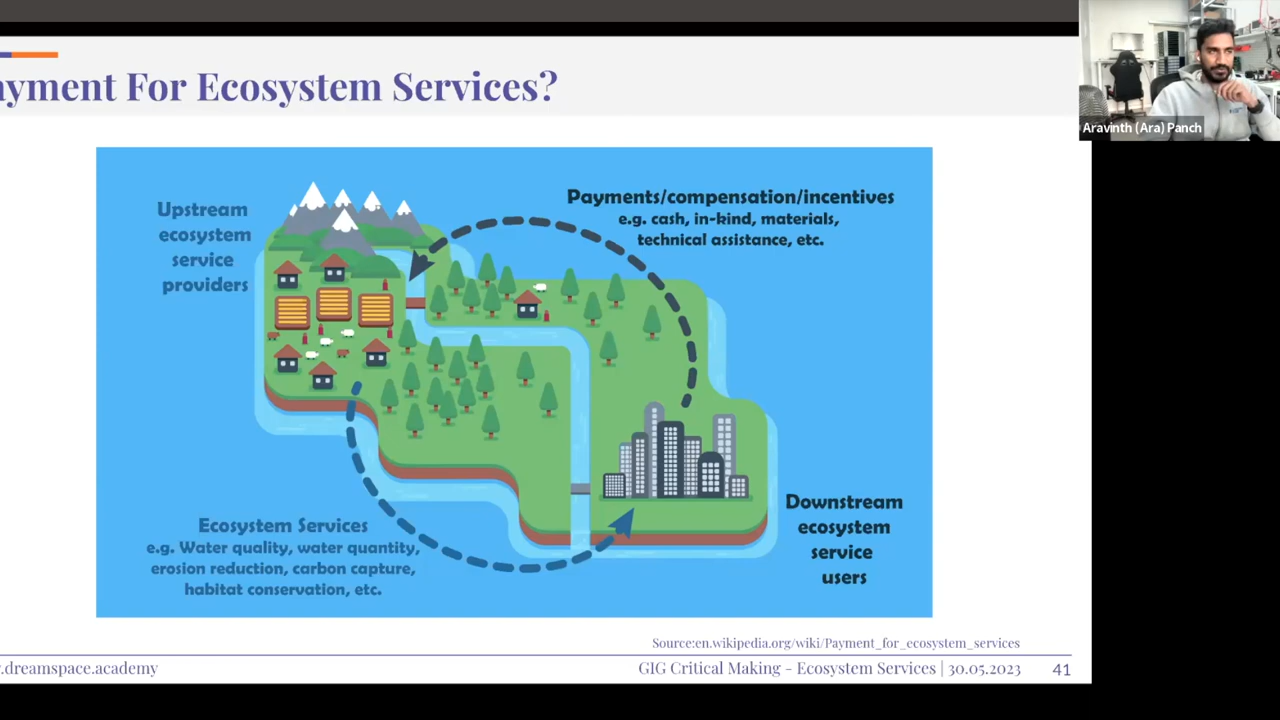 ayment For Ecosystem Services?
Aravinth (Ara) Panch
Upstream
ecosystem
service
providers
Payments/compensation/incentives
e.g. cash, in-kind, materials,
technical assistance, etc.
Ecosystem Services
e.g. Water quality, water quantity,
erosion reduction, carbon capture,
habitat conservation, etc.
Downstream
ecosystem
service
users
Source:en.wikipedia.org/wiki/Payment_for_ecosystem_services
.dreamspace.academy
GIG Critical Making - Ecosystem Services | 30.05.2023
41